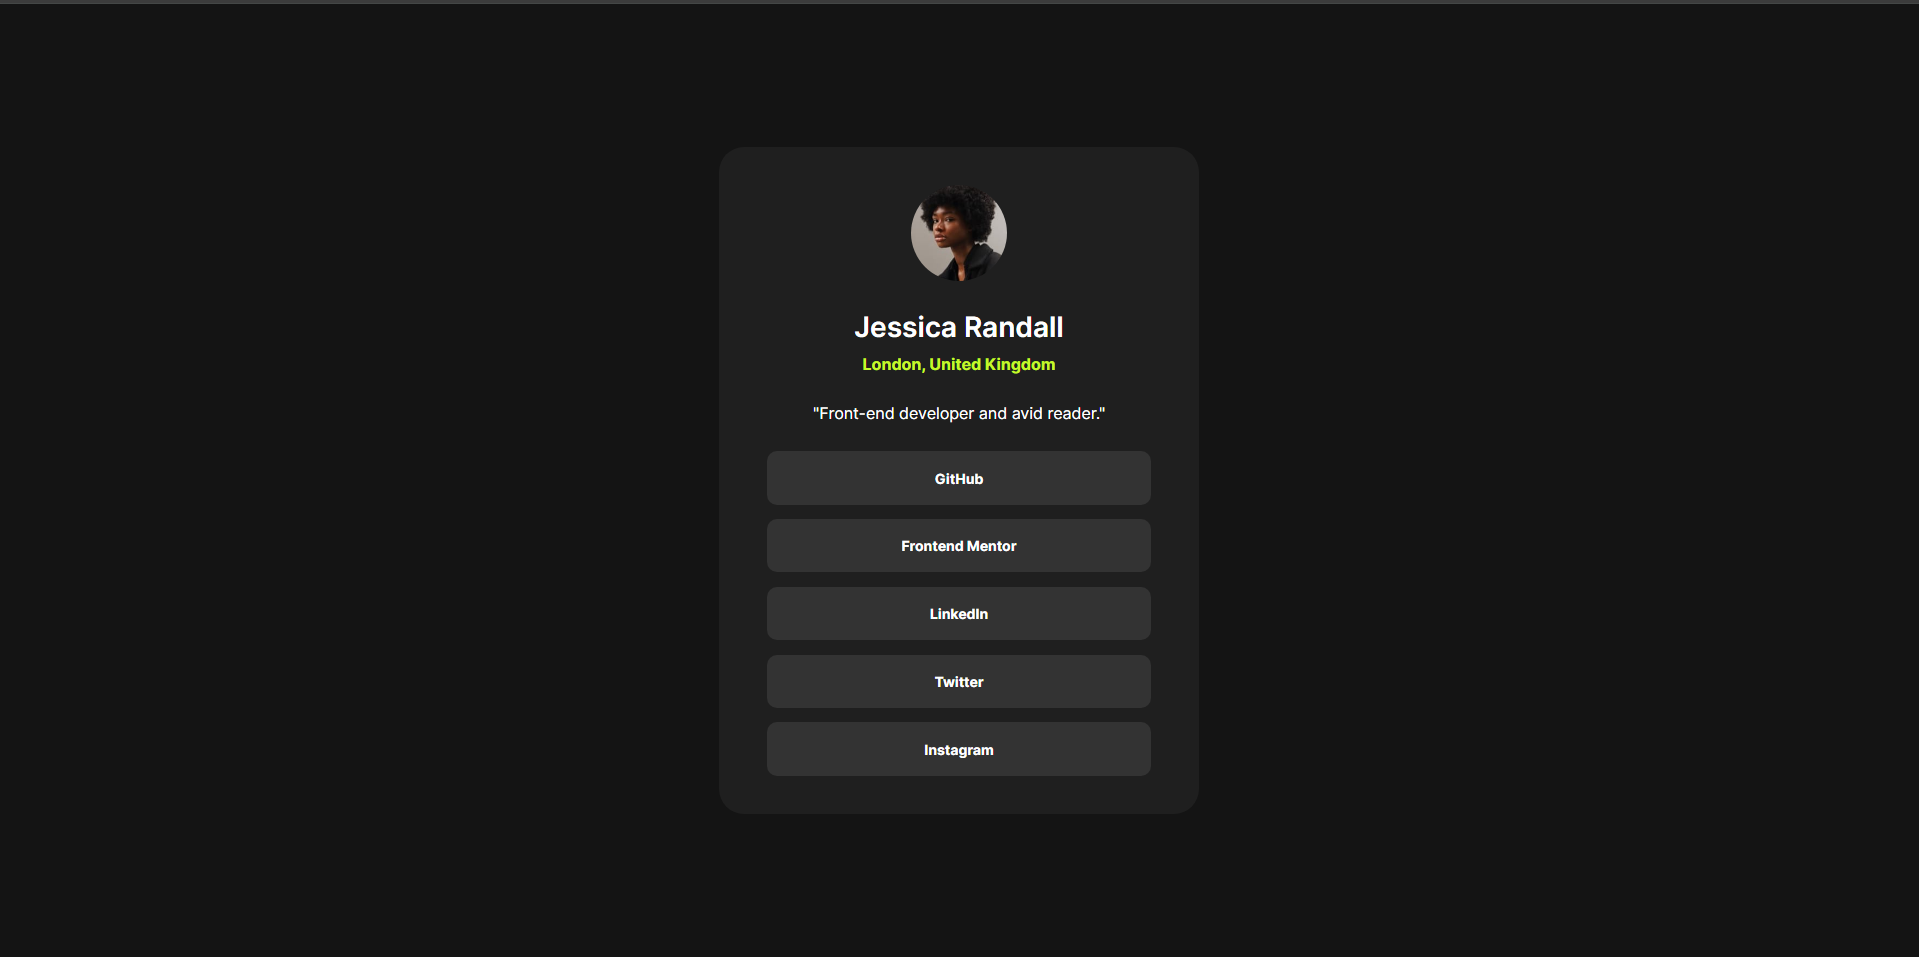 Jessica Randall
London, United Kingdom
"Front-end developer and avid reader."
GitHub
Frontend Mentor
LinkedIn
Twitter
Instagram